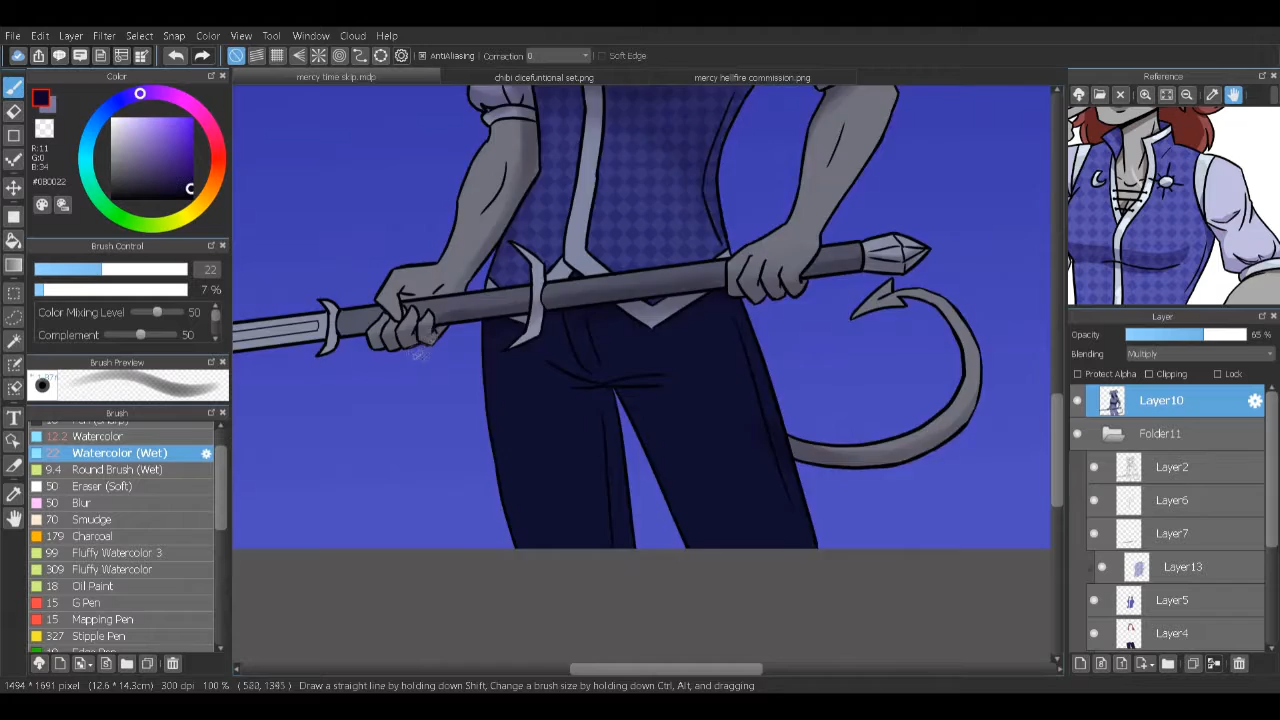 File Edit Layer Filter Select Snap Color View Tool Window Cloud Help
AntiAliasing Correction 0 Soft Edge
Color
mercy time skip.mdp
chibi dicefuntional set.png
mercy hellfire commission.png
Reference
R:11
G:0
B:34
#0B0022
Brush Control
22
7 %
Color Mixing Level 50
Complement 50
Brush Preview
Brush
12.2 Watercolor
22 Watercolor (Wet)
9.4 Round Brush (Wet)
50 Eraser (Soft)
50 Blur
70 Smudge
179 Charcoal
99 Fluffy Watercolor 3
309 Fluffy Watercolor
18 Oil Paint
15 G Pen
15 Mapping Pen
327 Stipple Pen
Layer
Opacity 65 %
Blending Multiply
Protect Alpha Clipping Lock
Layer10
Folder11
Layer2
Layer6
Layer7
Layer13
Layer5
Layer4
1494 * 1691 pixel (12.6 * 14.3cm) 300 dpi 100 % ( 520, 1345) Draw a straight line by holding down Shift, Change a brush size by holding down Ctrl, Alt, and dragging